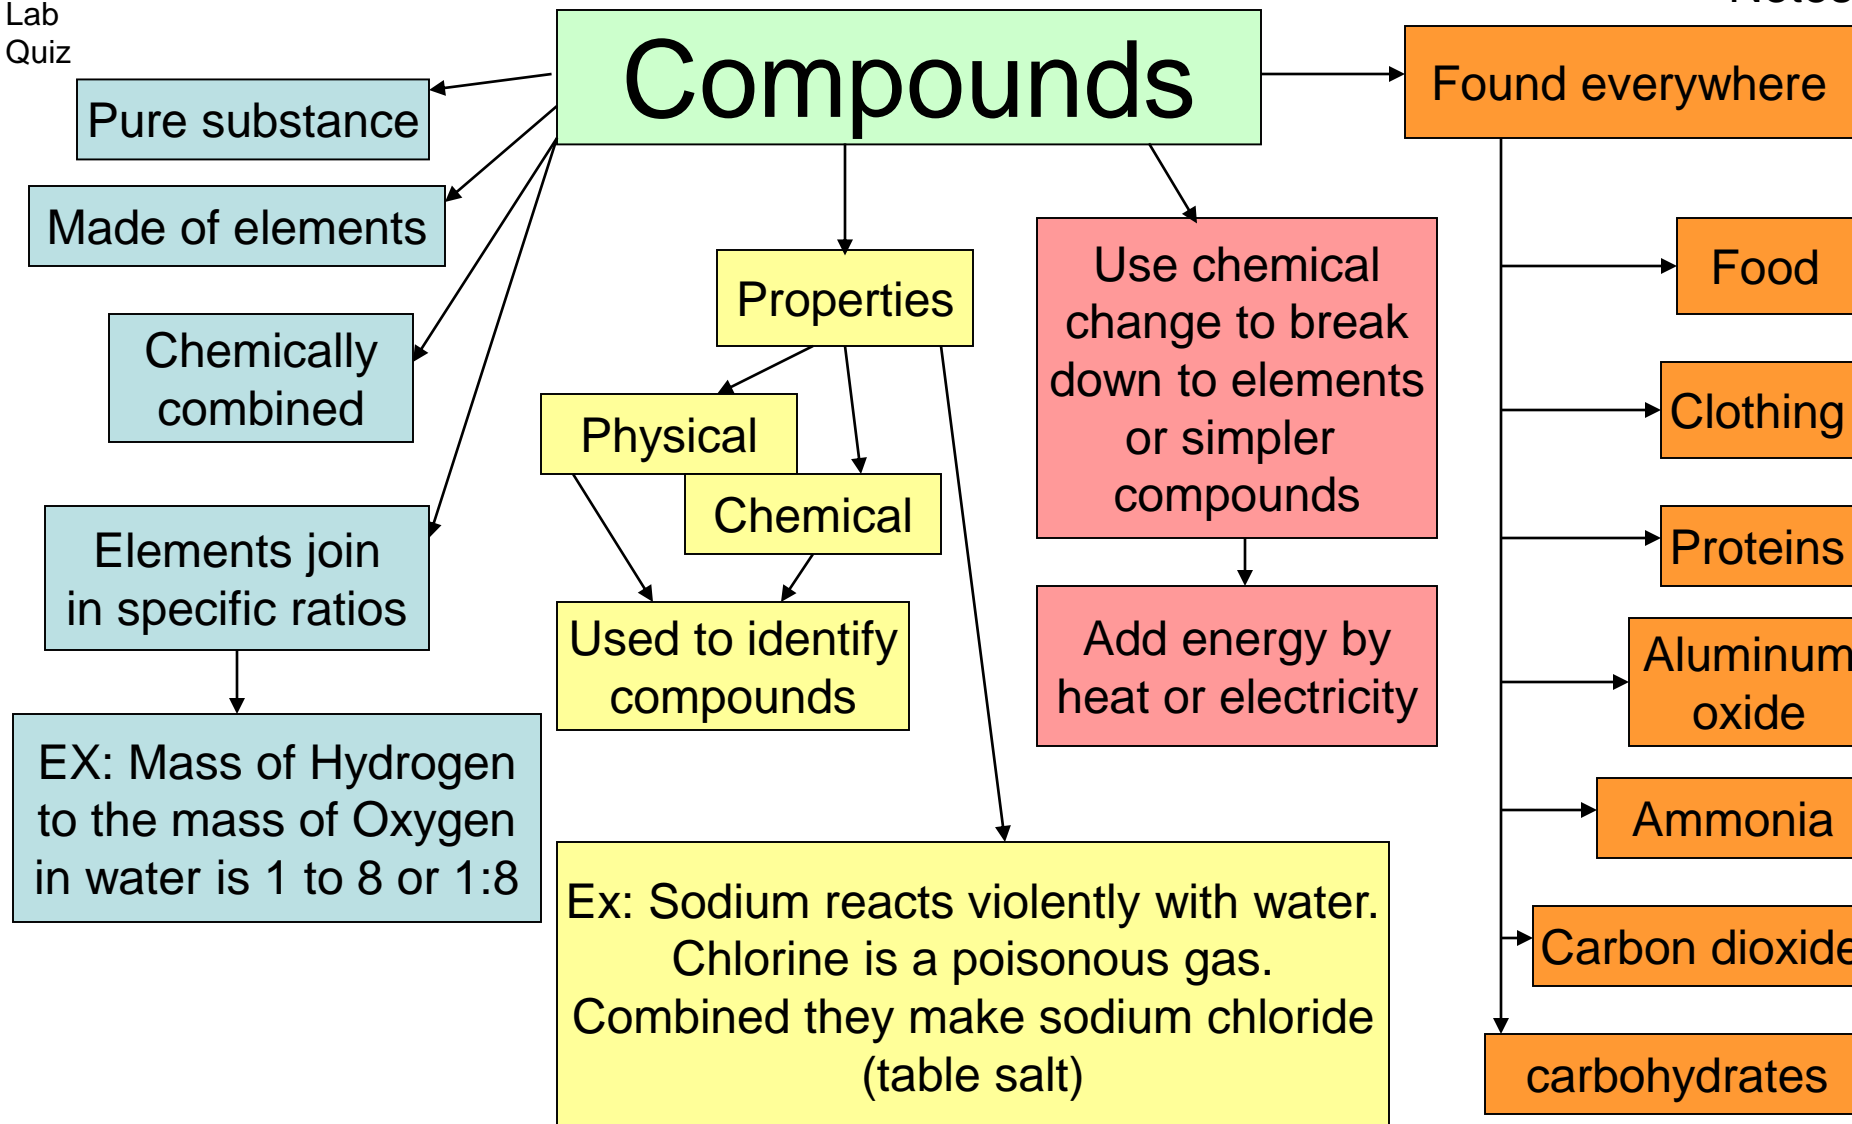 Lab
Quiz
Notes
Compounds
Pure substance
Made of elements
Chemically
combined
Elements join
in specific ratios
EX: Mass of Hydrogen
to the mass of Oxygen
in water is 1 to 8 or 1:8
Properties
Physical
Chemical
Used to identify
compounds
Ex: Sodium reacts violently with water.
Chlorine is a poisonous gas.
Combined they make sodium chloride
(table salt)
Use chemical
change to break
down to elements
or simpler
compounds
Add energy by
heat or electricity
Found everywhere
Food
Clothing
Proteins
Aluminum
oxide
Ammonia
Carbon dioxide
carbohydrates